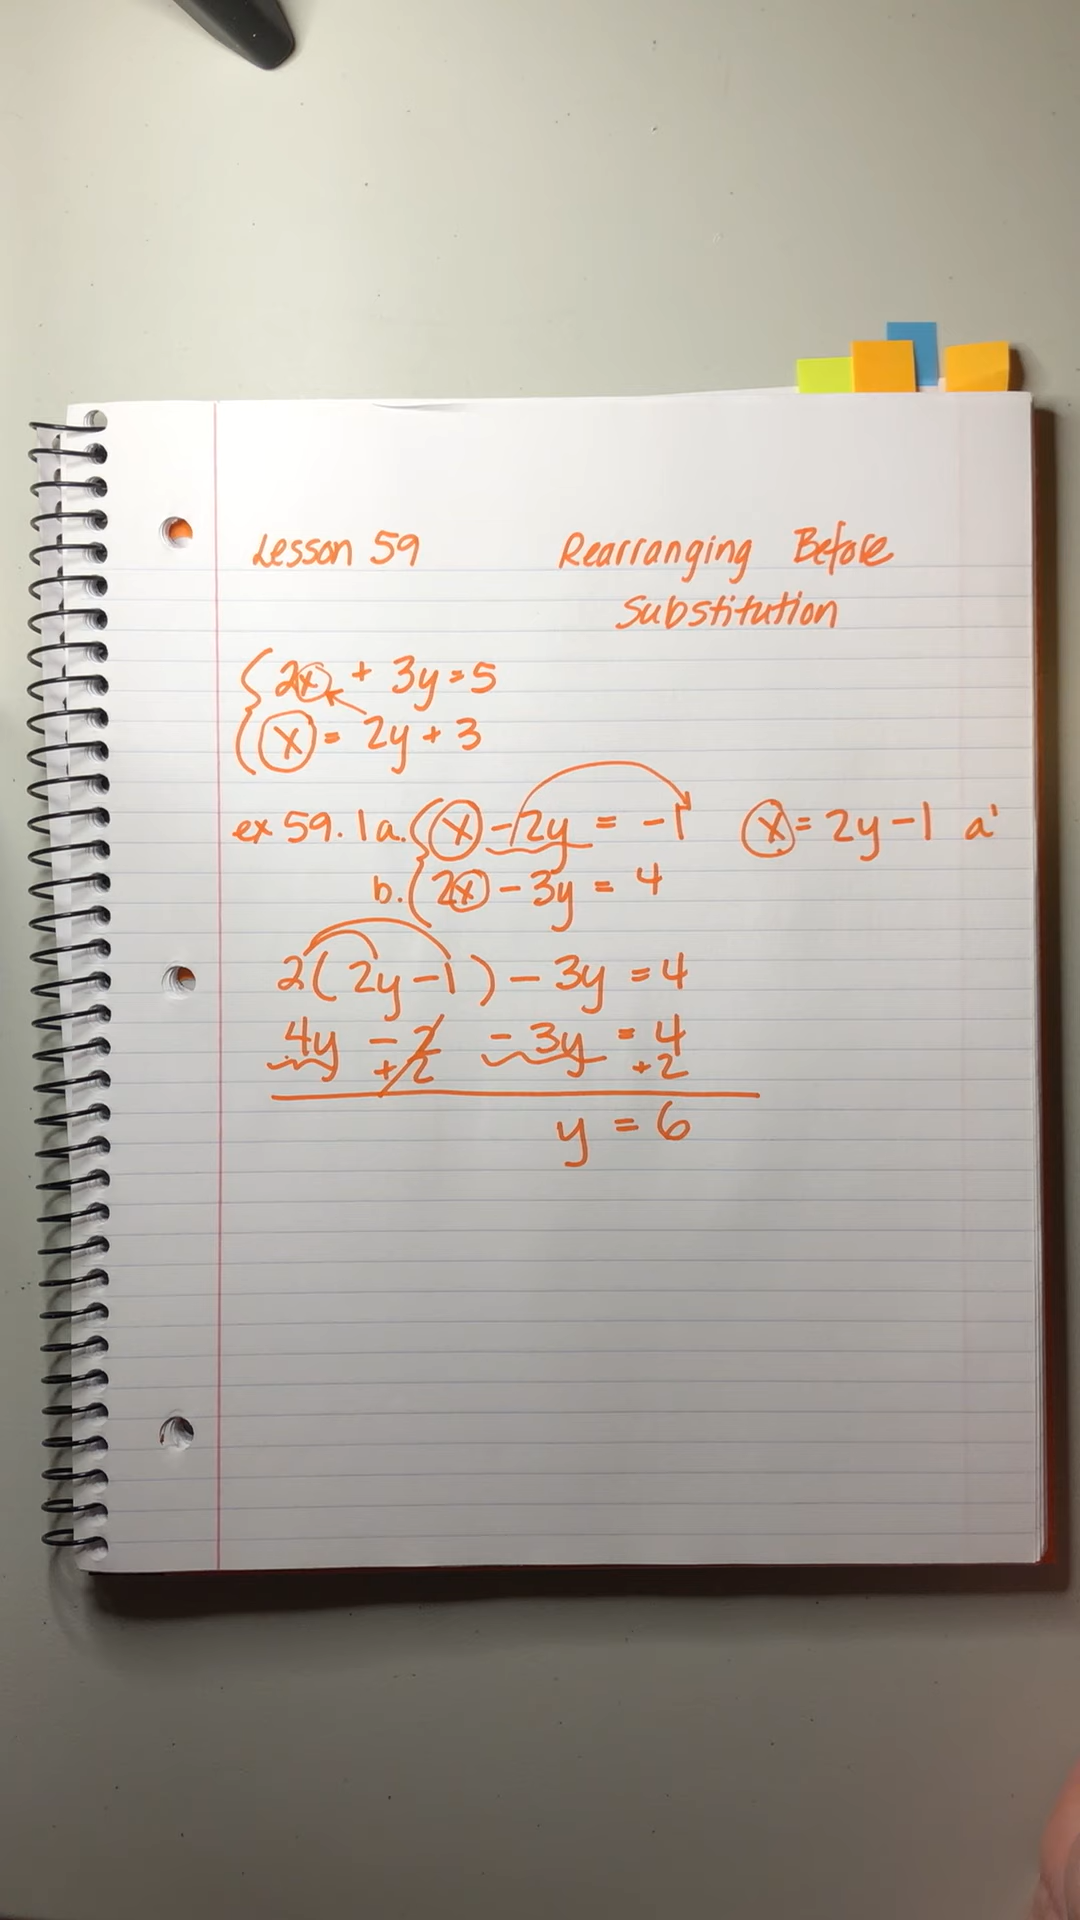 Lesson 59 Rearranging Before
Substitution
2x + 3y = 5
x = 2y + 3
ex 59.1 a. x - 2y = -1 x = 2y - 1 a'
b. 2x - 3y = 4
2(2y - 1) - 3y = 4
4y - 2 - 3y = 4
+2 +2
y = 6